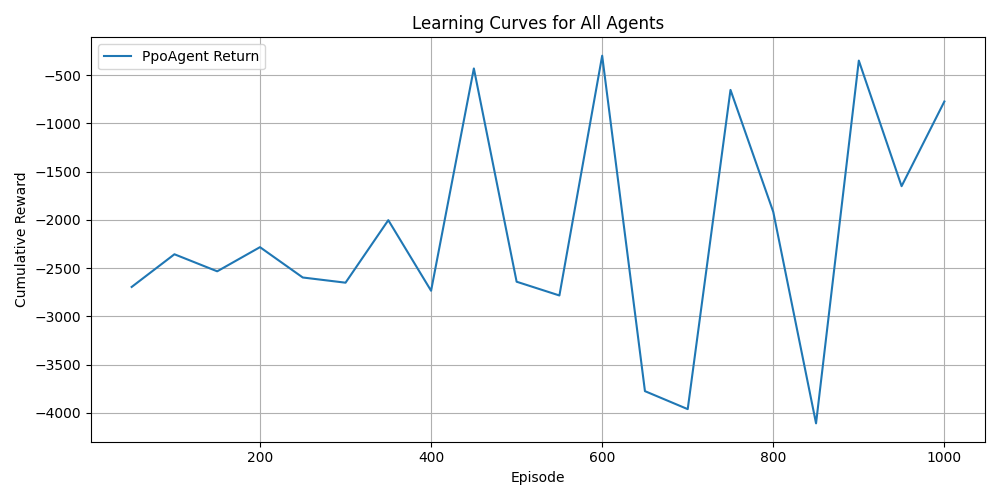 Learning Curves for All Agents
PpoAgent Return
−500
−1000
−1500
−2000
−2500
−3000
−3500
−4000
Cumulative Reward
200 400 600 800 1000
Episode